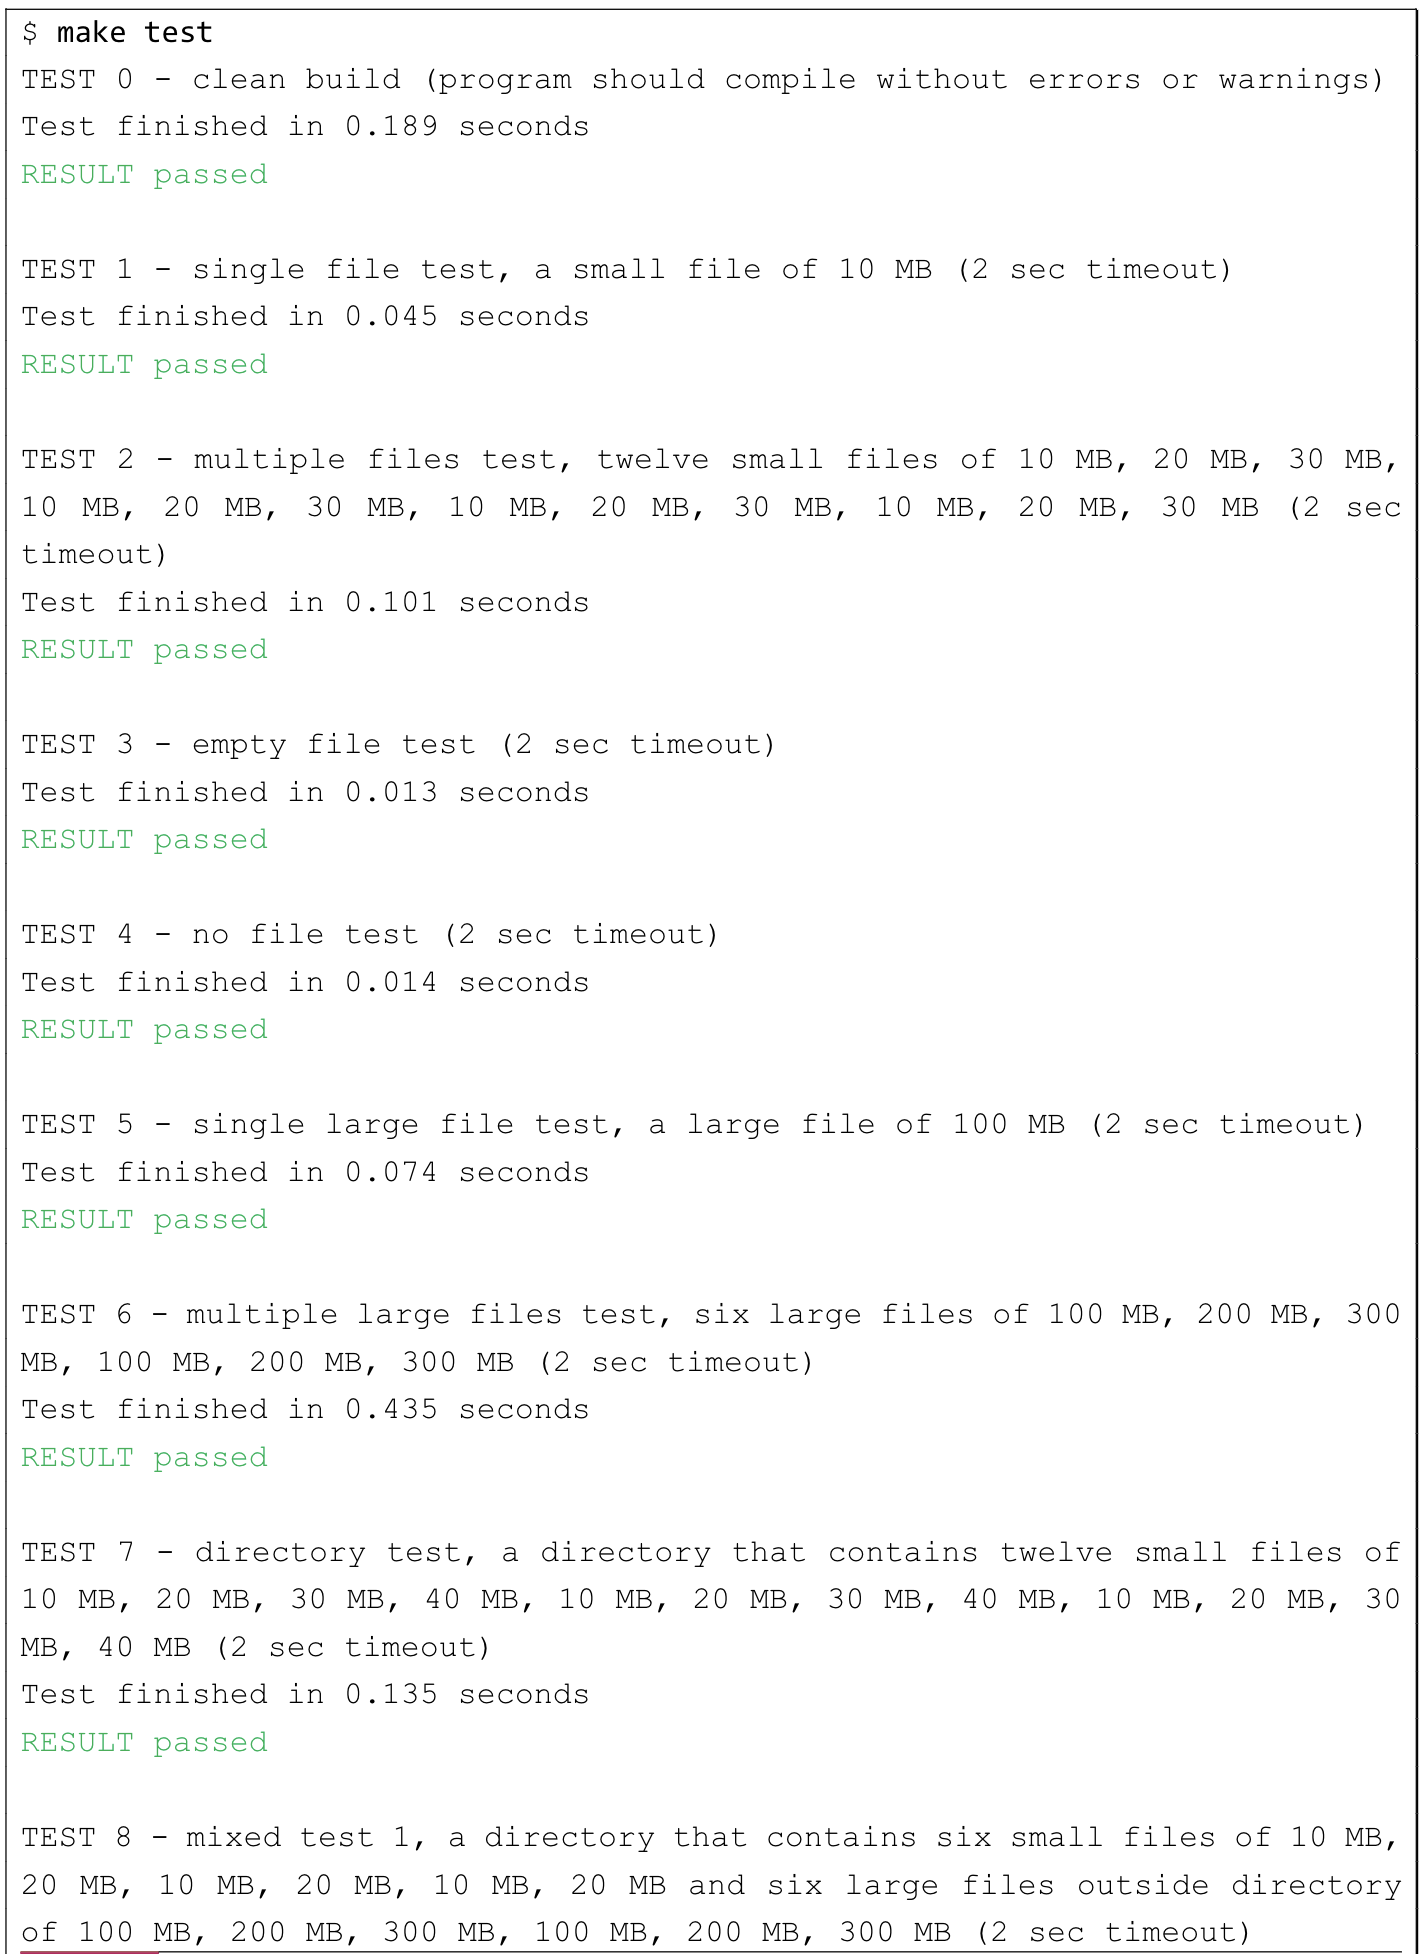 $ make test
TEST 0 - clean build (program should compile without errors or warnings)
Test finished in 0.189 seconds
RESULT passed
TEST 1 - single file test, a small file of 10 MB (2 sec timeout)
Test finished in 0.045 seconds
RESULT passed
TEST 2 - multiple files test, twelve small files of 10 MB, 20 MB, 30 MB,
10 MB, 20 MB, 30 MB, 10 MB, 20 MB, 30 MB, 10 MB, 20 MB, 30 MB (2 sec
timeout)
Test finished in 0.101 seconds
RESULT passed
TEST 3 - empty file test (2 sec timeout)
Test finished in 0.013 seconds
RESULT passed
TEST 4 - no file test (2 sec timeout)
Test finished in 0.014 seconds
RESULT passed
TEST 5 - single large file test, a large file of 100 MB (2 sec timeout)
Test finished in 0.074 seconds
RESULT passed
TEST 6 - multiple large files test, six large files of 100 MB, 200 MB, 300
MB, 100 MB, 200 MB, 300 MB (2 sec timeout)
Test finished in 0.435 seconds
RESULT passed
TEST 7 - directory test, a directory that contains twelve small files of
10 MB, 20 MB, 30 MB, 40 MB, 10 MB, 20 MB, 30 MB, 40 MB, 10 MB, 20 MB, 30
MB, 40 MB (2 sec timeout)
Test finished in 0.135 seconds
RESULT passed
TEST 8 - mixed test 1, a directory that contains six small files of 10 MB,
20 MB, 10 MB, 20 MB, 10 MB, 20 MB and six large files outside directory
of 100 MB, 200 MB, 300 MB, 100 MB, 200 MB, 300 MB (2 sec timeout)